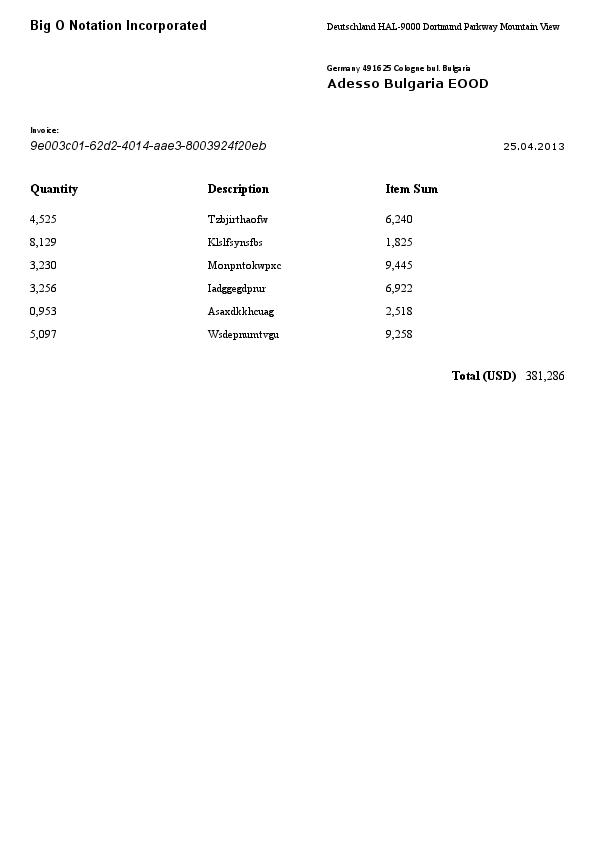 Big O Notation Incorporated Deutschland HAL-9000 Dortmund Parkway Mountain View
Germany 491625 Cologne bul. Bulgaria
Adesso Bulgaria EOOD
Invoice:
9e003c01-62d2-4014-aae3-8003924f20eb 25.04.2013
Quantity Description Item Sum
4,525 Tzbjirthaofw 6,240
8,129 Klslfsynsfbs 1,825
3,230 Monpntokwpxc 9,445
3,256 Iadggegdprur 6,922
0,953 Asaxdkkhcuag 2,518
5,097 Wsdepnumtvgu 9,258
Total (USD) 381,286